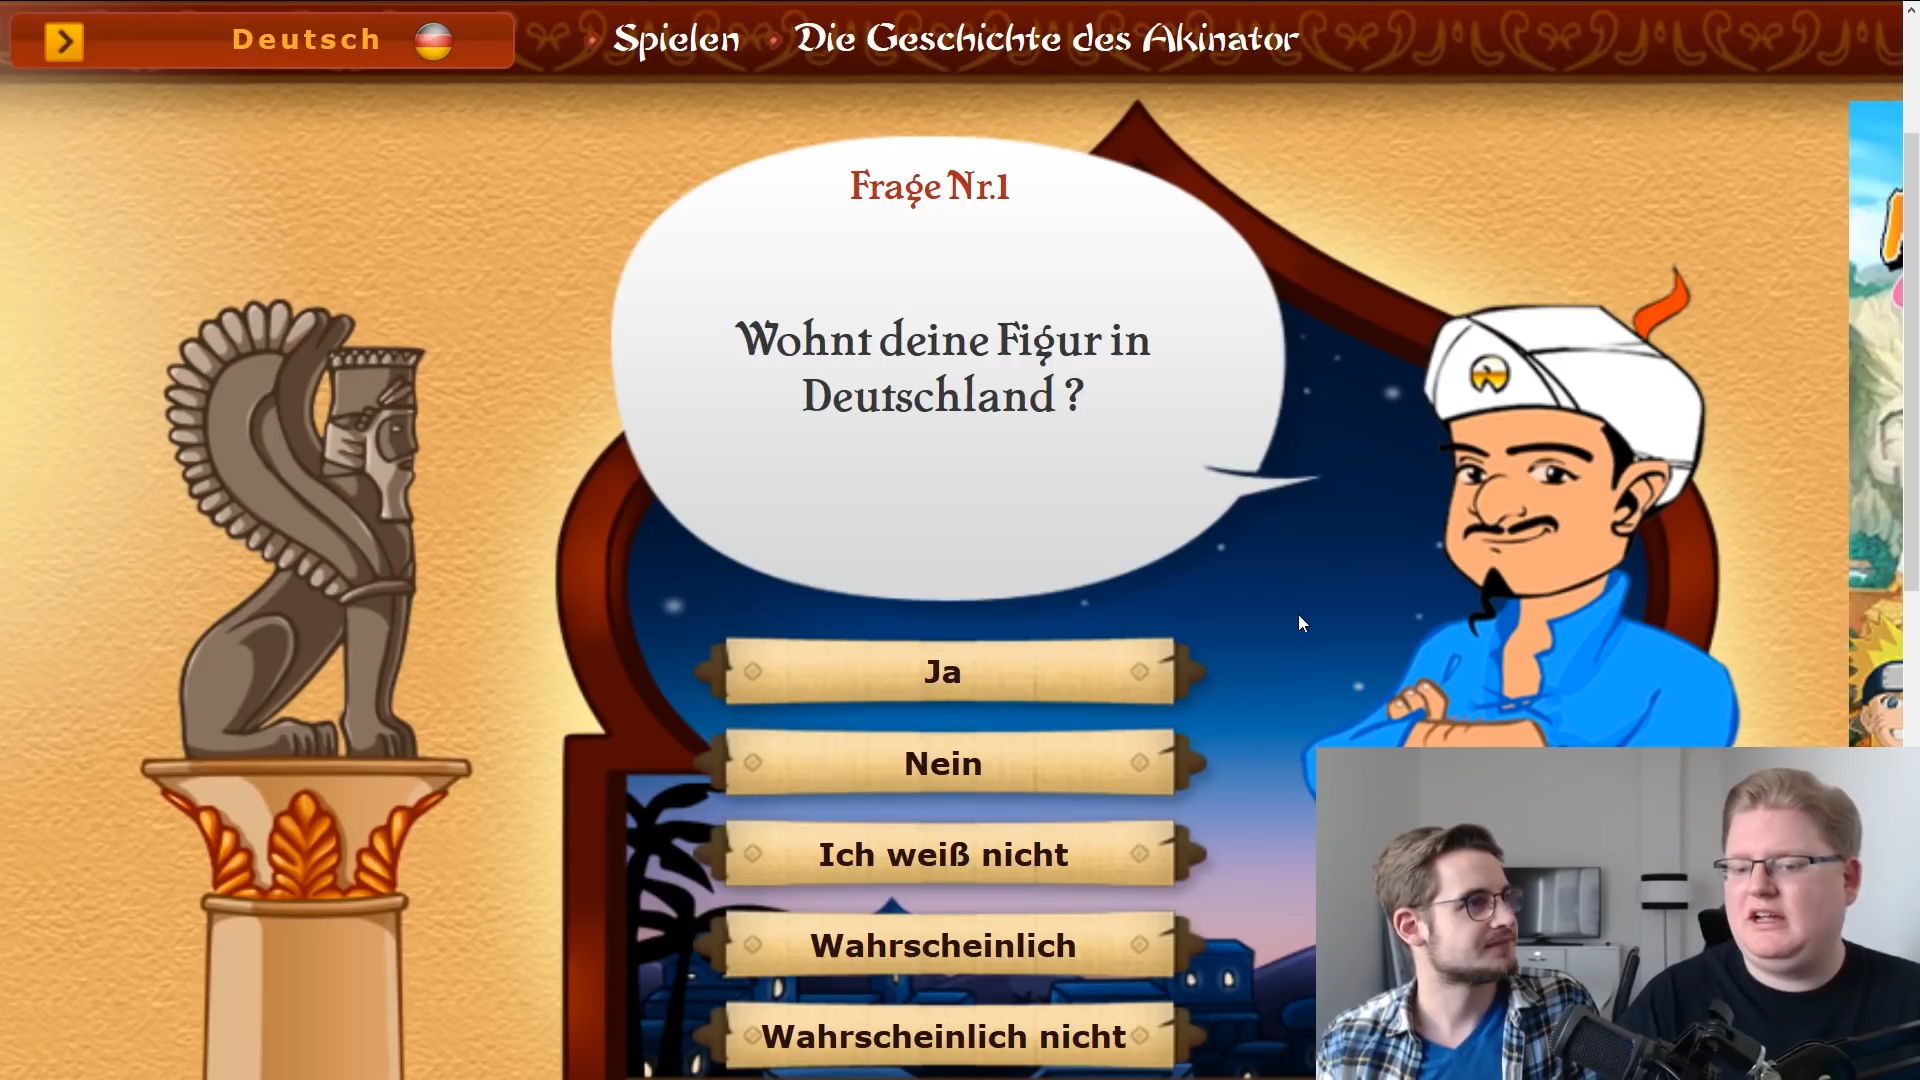 Deutsch
Spielen
Die Geschichte des Akinator
Frage Nr.1
Wohnt deine Figur in
Deutschland ?
Ja
Nein
Ich weiß nicht
Wahrscheinlich
Wahrscheinlich nicht